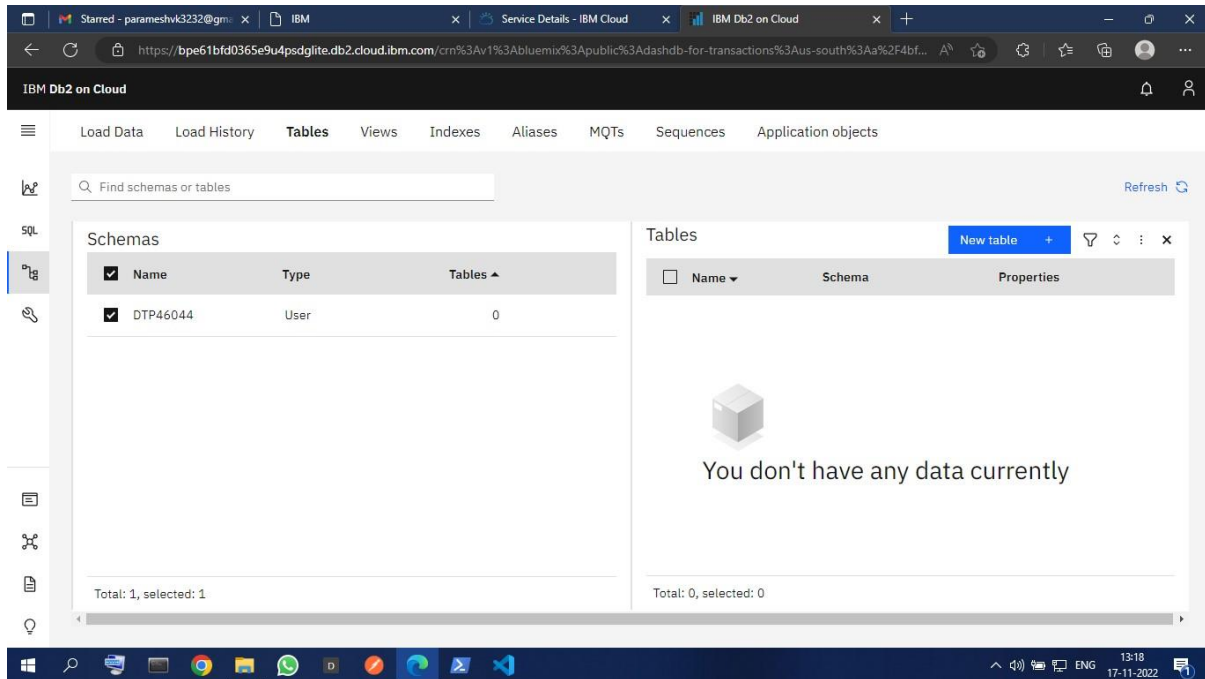 Starred - parameshvk3232@gma
IBM
Service Details - IBM Cloud
IBM Db2 on Cloud
https://bpe61bfd0365e9u4psdglite.db2.cloud.ibm.com/crn%3Av1%3Abluemix%3Apublic%3Adashdb-for-transactions%3Aus-south%3Aa%2F4bf...
IBM Db2 on Cloud
Load Data Load History Tables Views Indexes Aliases MQTs Sequences Application objects
Find schemas or tables
Refresh
SQL
Schemas
Name Type Tables
DTP46044 User 0
Total: 1, selected: 1
Tables
New table +
Name Schema Properties
You don't have any data currently
Total: 0, selected: 0
D
ENG
13:18
17-11-2022
1